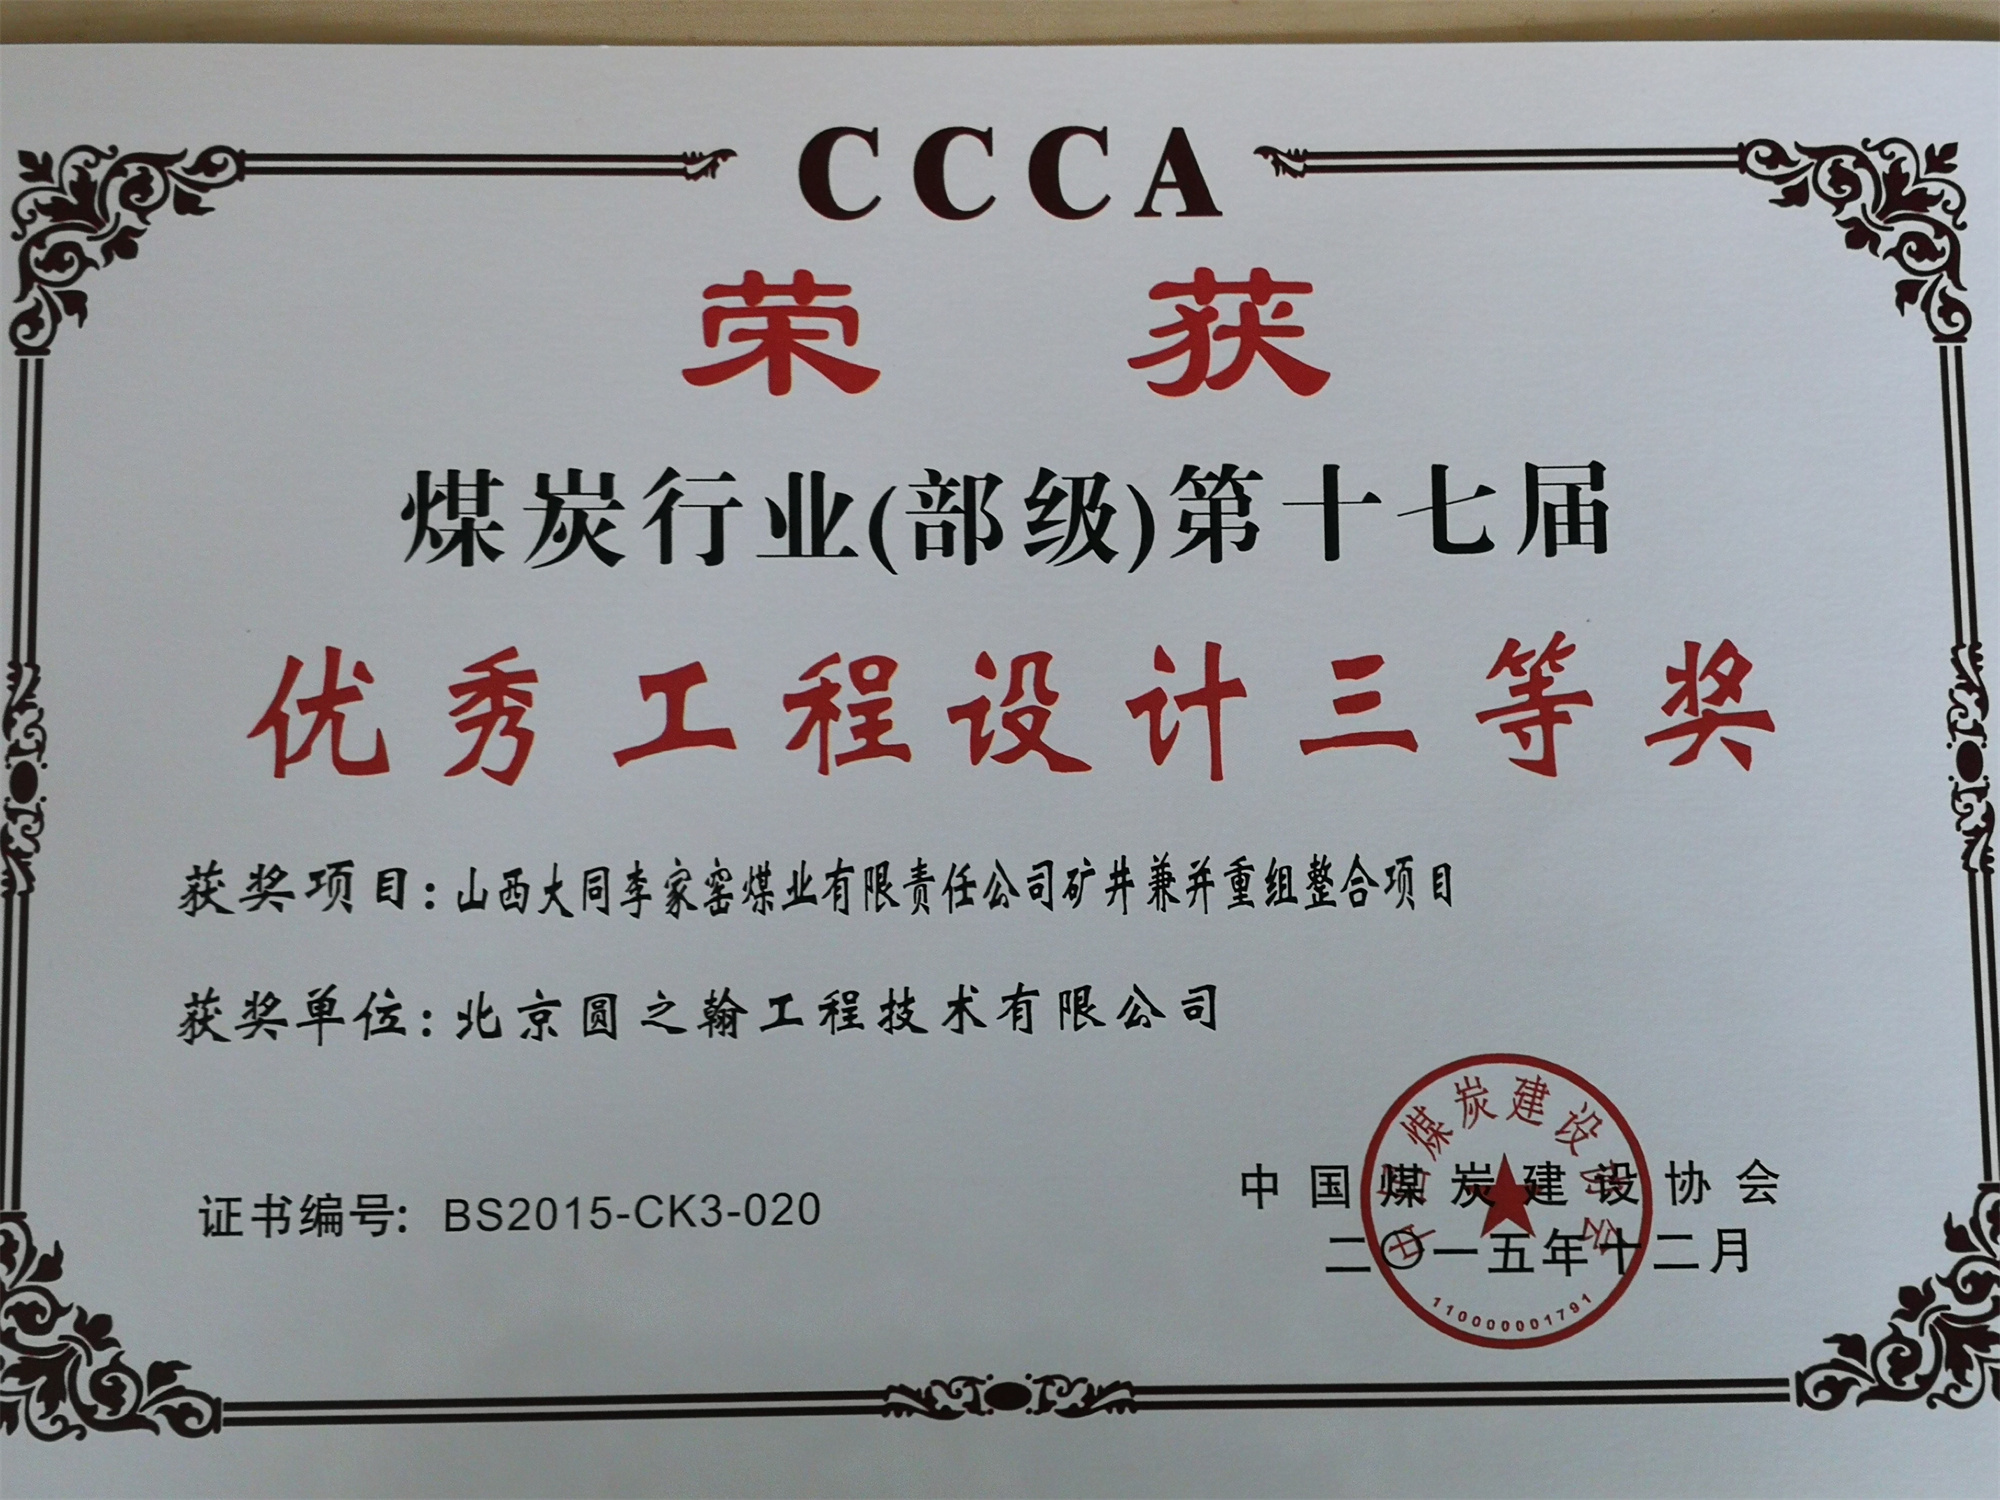 CCCA
荣获
煤炭行业(部级)第十七届
优秀工程设计三等奖
获奖项目:山西大同李家窑煤业有限责任公司矿井兼并重组整合项目
获奖单位:北京圆之翰工程技术有限公司
证书编号: BS2015-CK3-020
中国煤炭建设协会
二〇一五年十二月
中国煤炭建设协会
1100000001791